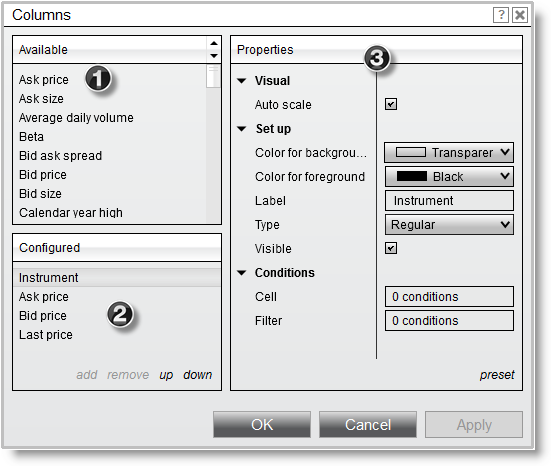 Columns
Available
Ask price
Ask size
Average daily volume
Beta
Bid ask spread
Bid price
Bid size
Calendar year high
1
Configured
Instrument
Ask price
Bid price
Last price
2
add remove up down
Properties
3
Visual
Auto scale
Set up
Color for backgrou... Transparer
Color for foreground Black
Label Instrument
Type Regular
Visible
Conditions
Cell 0 conditions
Filter 0 conditions
preset
OK Cancel Apply